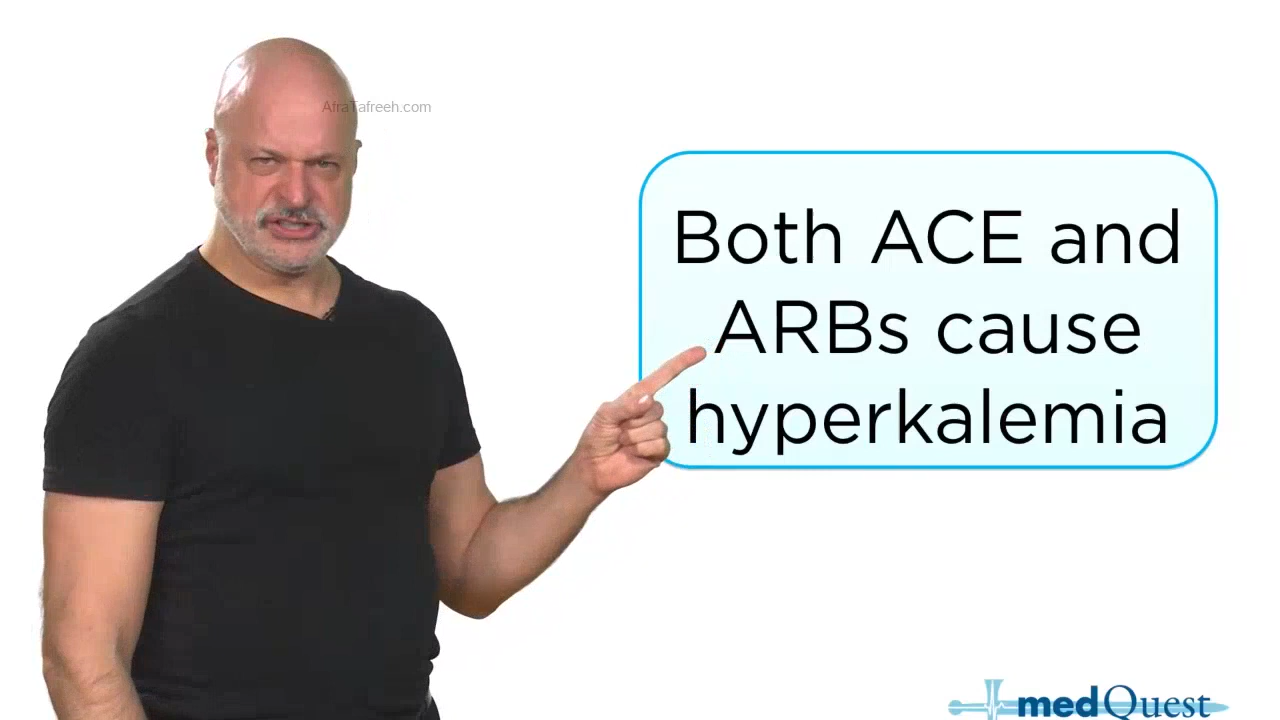 AfraTafreeh.com
Both ACE and
ARBs cause
hyperkalemia
medQuest